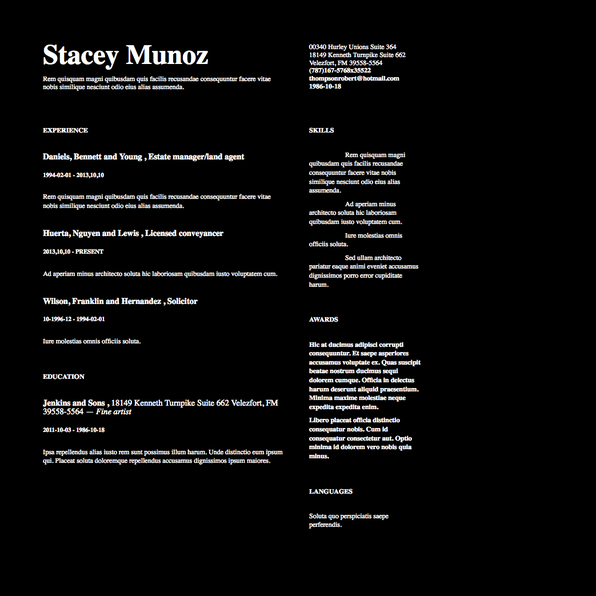 Stacey Munoz
Rem quisquam magni quibusdam quis facilis recusandae consequuntur facere vitae
nobis similique nesciunt odio eius alias assumenda.
00340 Hurley Unions Suite 364
18149 Kenneth Turnpike Suite 662
Velezfort, FM 39558-5564
(787)167-5768x35522
thompsonrobert@hotmail.com
1986-10-18
EXPERIENCE
Daniels, Bennett and Young , Estate manager/land agent
1994-02-01 - 2013,10,10
Rem quisquam magni quibusdam quis facilis recusandae consequuntur facere vitae
nobis similique nesciunt odio eius alias assumenda.
Huerta, Nguyen and Lewis , Licensed conveyancer
2013,10,10 - PRESENT
Ad aperiam minus architecto soluta hic laboriosam quibusdam iusto voluptatem cum.
Wilson, Franklin and Hernandez , Solicitor
10-1996-12 - 1994-02-01
Iure molestias omnis officiis soluta.
EDUCATION
Jenkins and Sons , 18149 Kenneth Turnpike Suite 662 Velezfort, FM
39558-5564 — Fine artist
2011-10-03 - 1986-10-18
Ipsa repellendus alias iusto rem sunt possimus illum harum. Unde distinctio eum ipsum
qui. Placeat soluta doloremque repellendus accusamus dignissimos ipsum maiores.
SKILLS
Rem quisquam magni
quibusdam quis facilis recusandae
consequuntur facere vitae nobis
similique nesciunt odio eius alias
assumenda.
Ad aperiam minus
architecto soluta hic laboriosam
quibusdam iusto voluptatem cum.
Iure molestias omnis
officiis soluta.
Sed ullam architecto
pariatur eaque animi eveniet accusamus
dignissimos porro error cupiditate
harum.
AWARDS
Hic at ducimus adipisci corrupti
consequuntur. Et saepe asperiores
accusamus voluptate ex. Quas suscipit
beatae nostrum ducimus sequi
dolorem cumque. Officia in delectus
harum deserunt aliquid praesentium.
Minima maxime molestiae neque
expedita expedita enim.
Libero placeat officia distinctio
consequatur nobis. Cum id
consequatur consectetur aut. Optio
minima id dolorem vero nobis quia
minus.
LANGUAGES
Soluta quo perspiciatis saepe
perferendis.